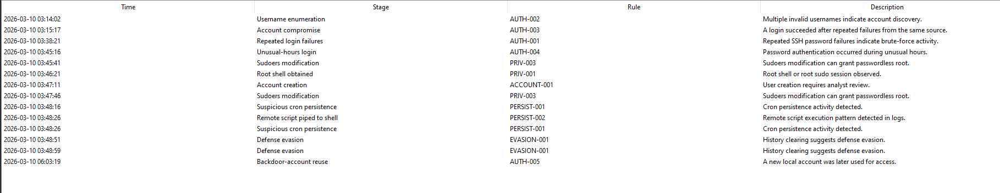 Time Stage Rule Description
2026-03-10 03:14:02 Username enumeration AUTH-002 Multiple invalid usernames indicate account discovery.
2026-03-10 03:15:17 Account compromise AUTH-003 A login succeeded after repeated failures from the same source.
2026-03-10 03:38:21 Repeated login failures AUTH-001 Repeated SSH password failures indicate brute-force activity.
2026-03-10 03:45:16 Unusual-hours login AUTH-004 Password authentication occurred during unusual hours.
2026-03-10 03:45:41 Sudoers modification PRIV-003 Sudoers modification can grant passwordless root.
2026-03-10 03:46:21 Root shell obtained PRIV-001 Root shell or root sudo session observed.
2026-03-10 03:47:11 Account creation ACCOUNT-001 User creation requires analyst review.
2026-03-10 03:47:46 Sudoers modification PRIV-003 Sudoers modification can grant passwordless root.
2026-03-10 03:48:16 Suspicious cron persistence PERSIST-001 Cron persistence activity detected.
2026-03-10 03:48:26 Remote script piped to shell PERSIST-002 Remote script execution pattern detected in logs.
2026-03-10 03:48:26 Suspicious cron persistence PERSIST-001 Cron persistence activity detected.
2026-03-10 03:48:51 Defense evasion EVASION-001 History clearing suggests defense evasion.
2026-03-10 03:48:59 Defense evasion EVASION-001 History clearing suggests defense evasion.
2026-03-10 06:03:19 Backdoor-account reuse AUTH-005 A new local account was later used for access.